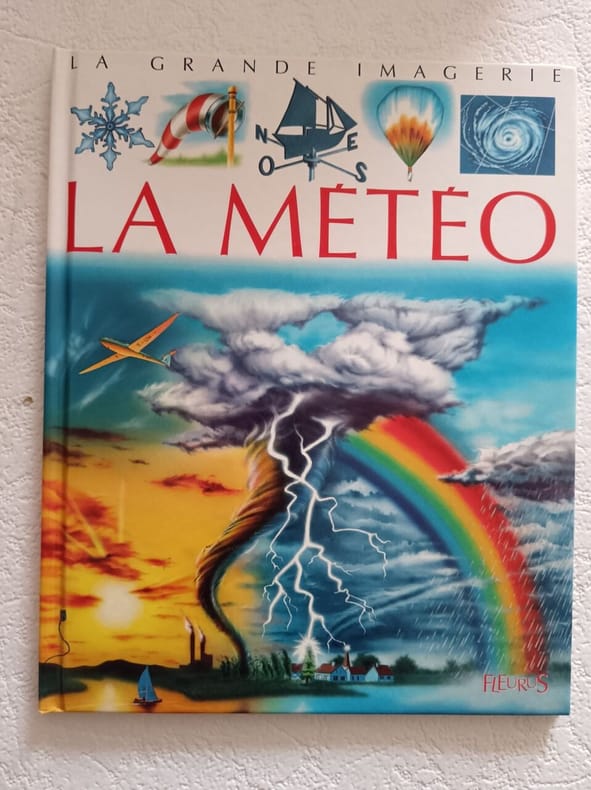 LA GRANDE IMAGERIE
N E
O S
LA MÉTÉO
FLEURUS